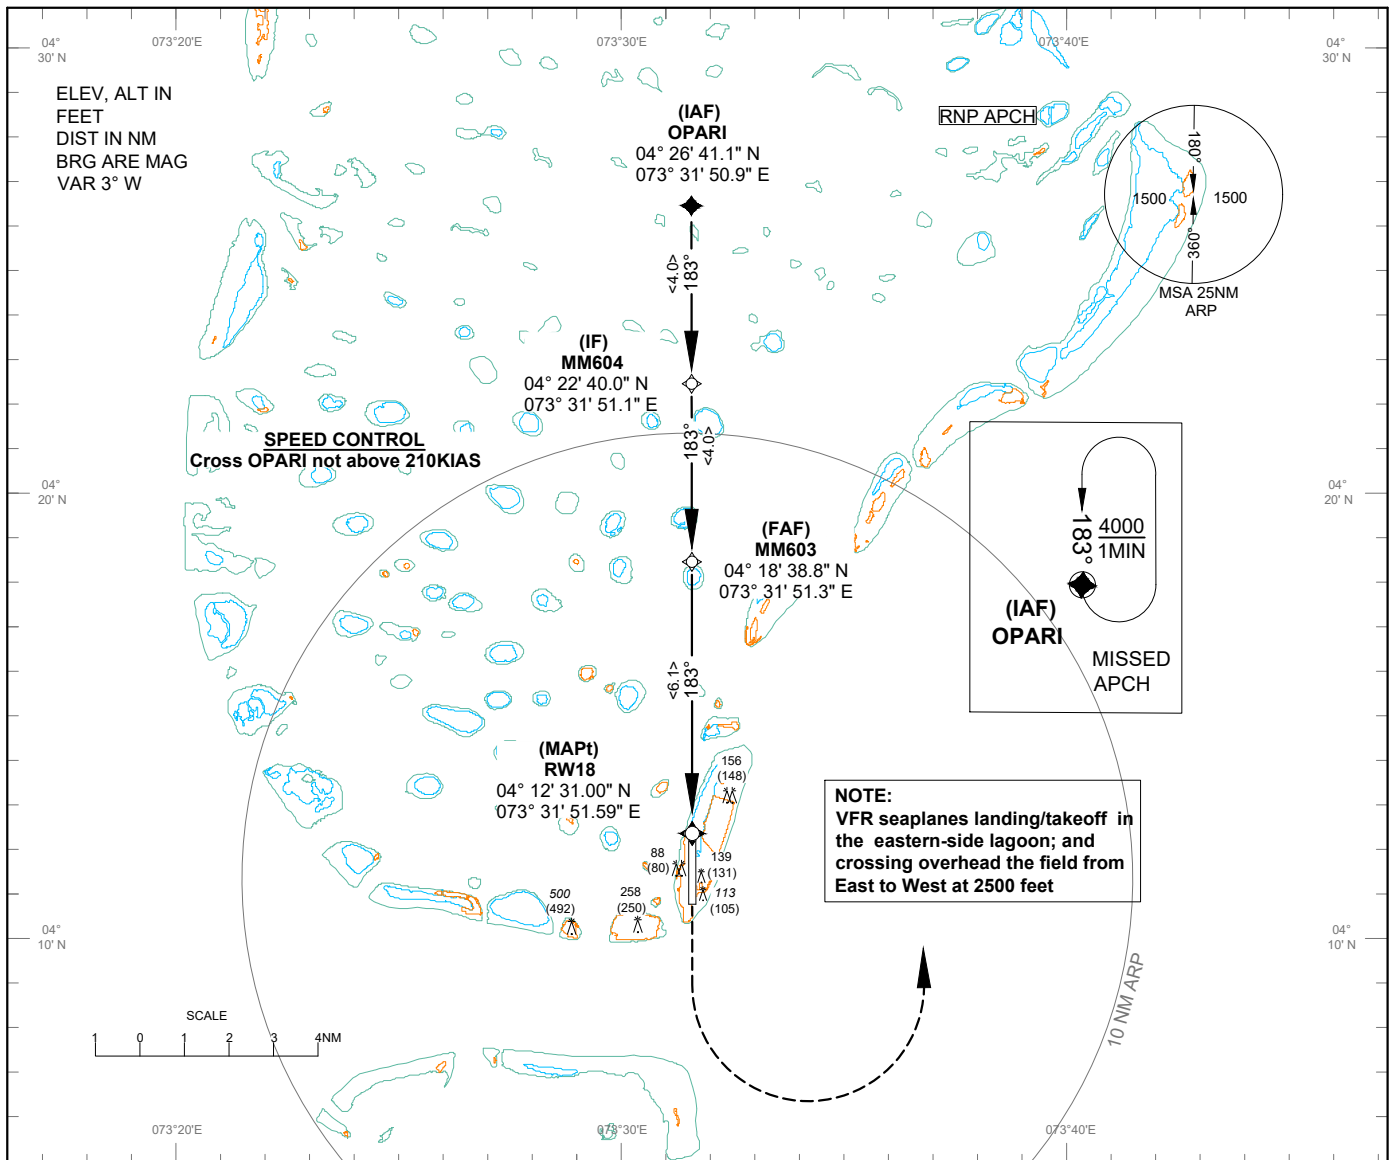 04°
30' N
073°20'E
073°30'E
073°40'E
04°
30' N
ELEV, ALT IN
FEET
DIST IN NM
BRG ARE MAG
VAR 3° W
(IAF)
OPARI
04° 26' 41.1" N
073° 31' 50.9" E
RNP APCH
180°
1500
1500
360°
MSA 25NM
ARP
<4.0>
183°
(IF)
MM604
04° 22' 40.0" N
073° 31' 51.1" E
SPEED CONTROL
Cross OPARI not above 210KIAS
183°
<4.0>
04°
20' N
04°
20' N
(FAF)
MM603
04° 18' 38.8" N
073° 31' 51.3" E
183°
4000
1MIN
(IAF)
OPARI
MISSED
APCH
<6.1>
183°
(MAPt)
RW18
04° 12' 31.00" N
073° 31' 51.59" E
156
(148)
NOTE:
VFR seaplanes landing/takeoff in
the eastern-side lagoon; and
crossing overhead the field from
East to West at 2500 feet
88
(80)
139
(131)
113
(105)
500
(492)
258
(250)
04°
10' N
04°
10' N
10 NM ARP
SCALE
1 0 1 2 3 4NM
073°20'E
073°30'E
073°40'E